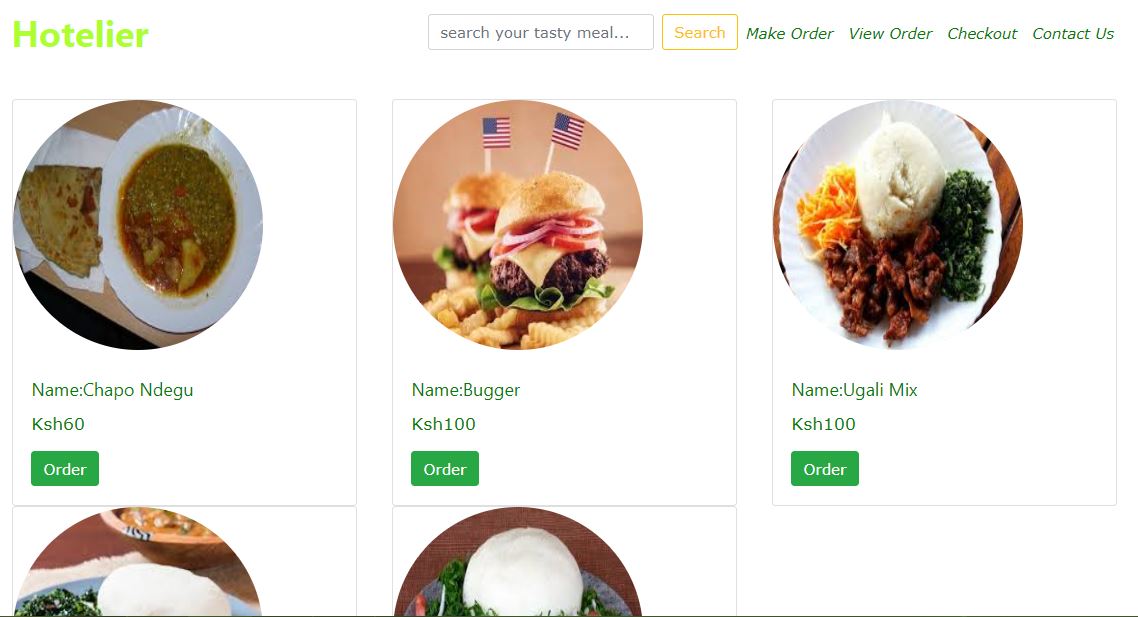 Hotelier
search your tasty meal...
Search
Make Order
View Order
Checkout
Contact Us
Name:Chapo Ndegu
Ksh60
Order
Name:Bugger
Ksh100
Order
Name:Ugali Mix
Ksh100
Order